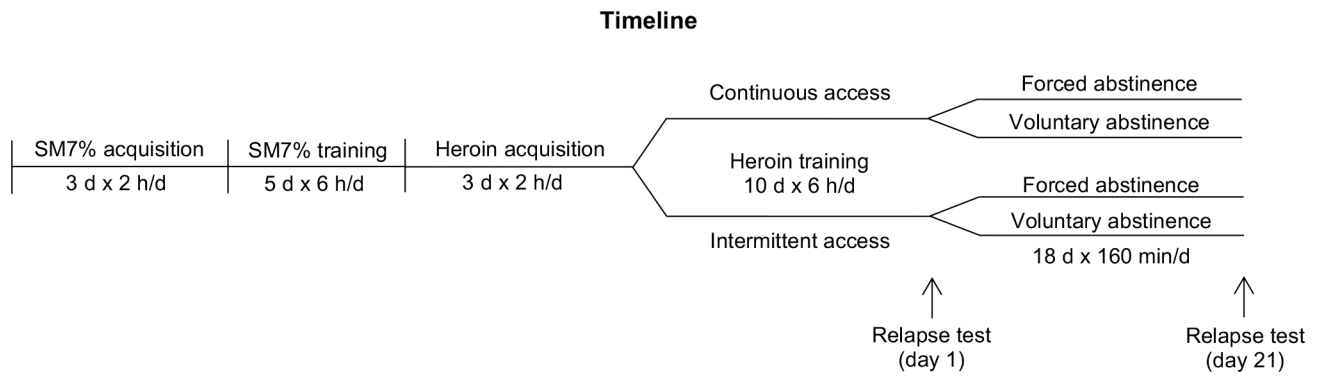 Timeline
SM7% acquisition
3 d x 2 h/d
SM7% training
5 d x 6 h/d
Heroin acquisition
3 d x 2 h/d
Continuous access
Heroin training
10 d x 6 h/d
Intermittent access
Forced abstinence
Voluntary abstinence
Forced abstinence
Voluntary abstinence
18 d x 160 min/d
Relapse test
(day 1)
Relapse test
(day 21)